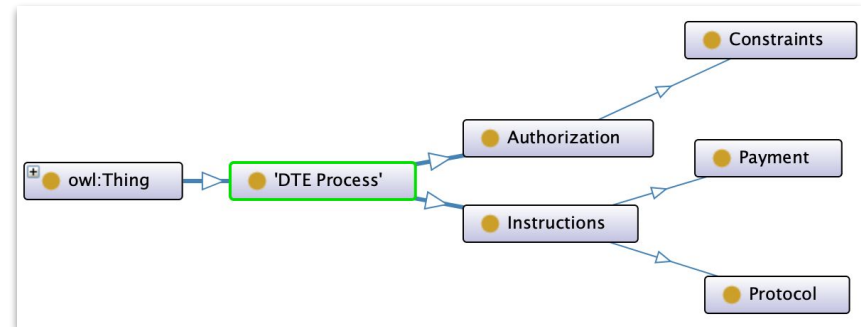 Constraints
Authorization
Payment
owl:Thing
'DTE Process'
Instructions
Protocol